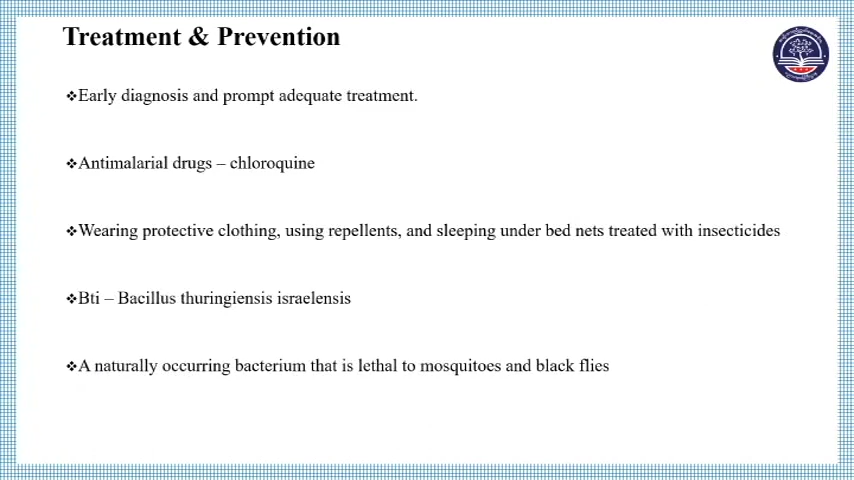 Treatment & Prevention
❖Early diagnosis and prompt adequate treatment.
❖Antimalarial drugs – chloroquine
❖Wearing protective clothing, using repellents, and sleeping under bed nets treated with insecticides
❖Bti – Bacillus thuringiensis israelensis
❖A naturally occurring bacterium that is lethal to mosquitoes and black flies